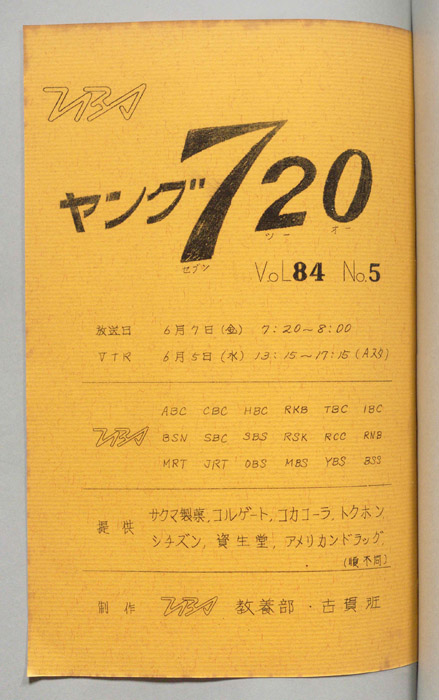 TBS
ヤング720
セブン ツー オー
VoL84 No.5
放送日 6月7日(金) 7:20~8:00
VTR 6月5日(水) 13:15~17:15(Aスタ)
ABC CBC HBC RKB TBC IBC
TBS BSN SBC SBS RSK RCC RNB
MRT JRT OBS MBS YBS BSS
提供 サクマ製菓,コルゲート,コカコーラ,トクホン
シチズン,資生堂,アメリカンドラッグ,
(順不同)
制作 TBS 教養部・古賀班